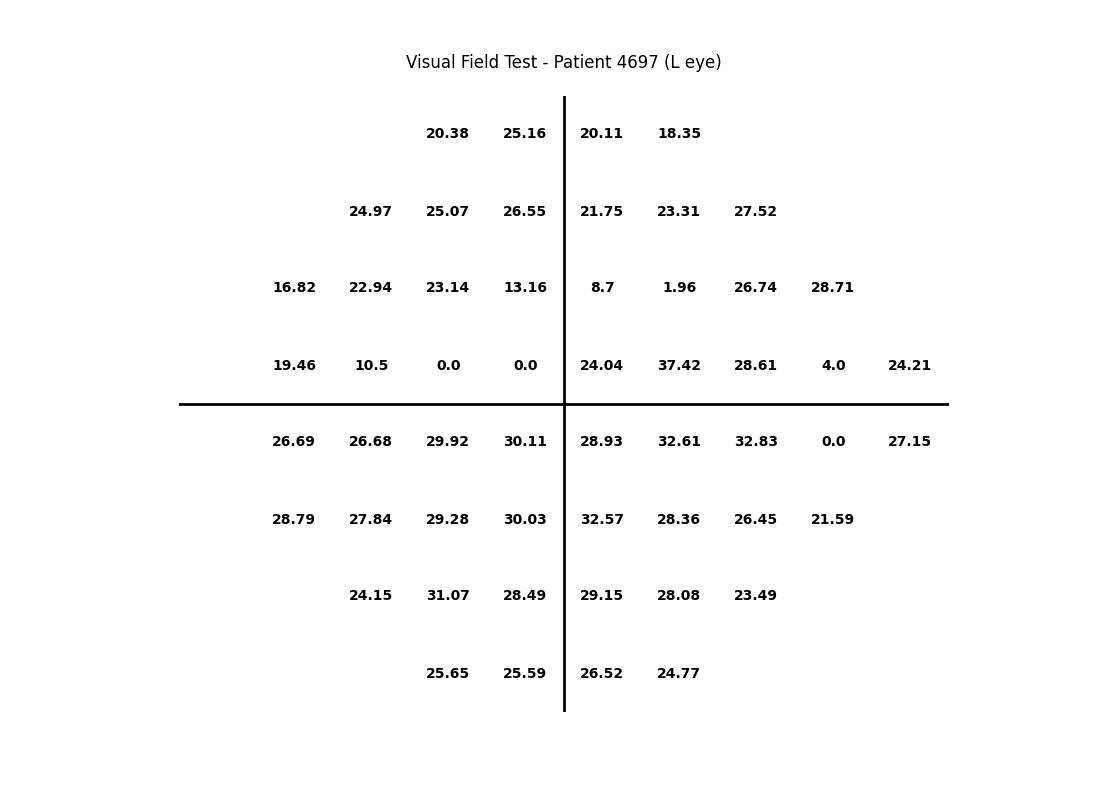 Visual Field Test - Patient 4697 (L eye)
20.38 25.16 20.11 18.35
24.97 25.07 26.55 21.75 23.31 27.52
16.82 22.94 23.14 13.16 8.7 1.96 26.74 28.71
19.46 10.5 0.0 0.0 24.04 37.42 28.61 4.0 24.21
26.69 26.68 29.92 30.11 28.93 32.61 32.83 0.0 27.15
28.79 27.84 29.28 30.03 32.57 28.36 26.45 21.59
24.15 31.07 28.49 29.15 28.08 23.49
25.65 25.59 26.52 24.77